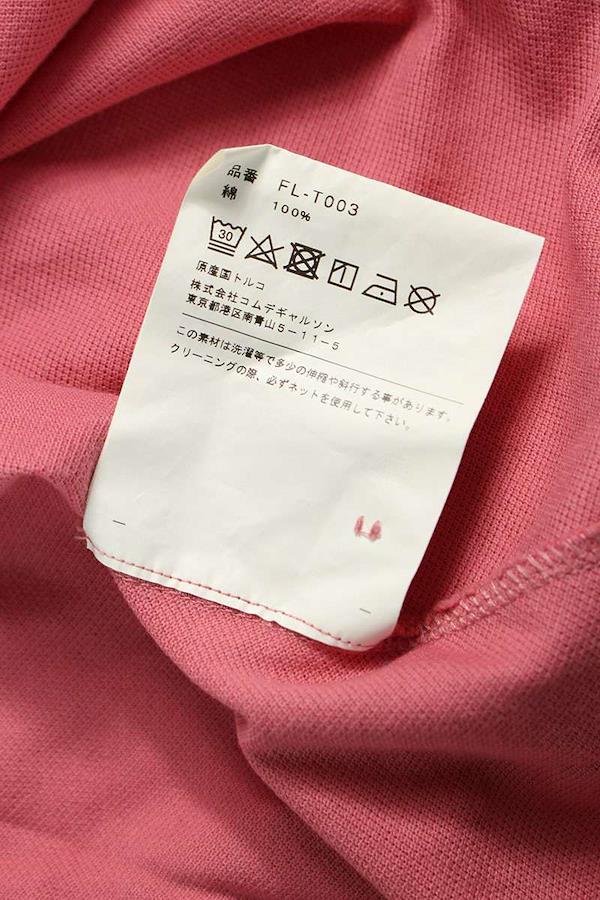 品番 FL-T003
綿 100%
30
原産国トルコ
株式会社コムデギャルソン
東京都港区南青山5-11-5
この素材は洗濯等で多少の伸縮や斜行する事があります。
クリーニングの際、必ずネットを使用して下さい。